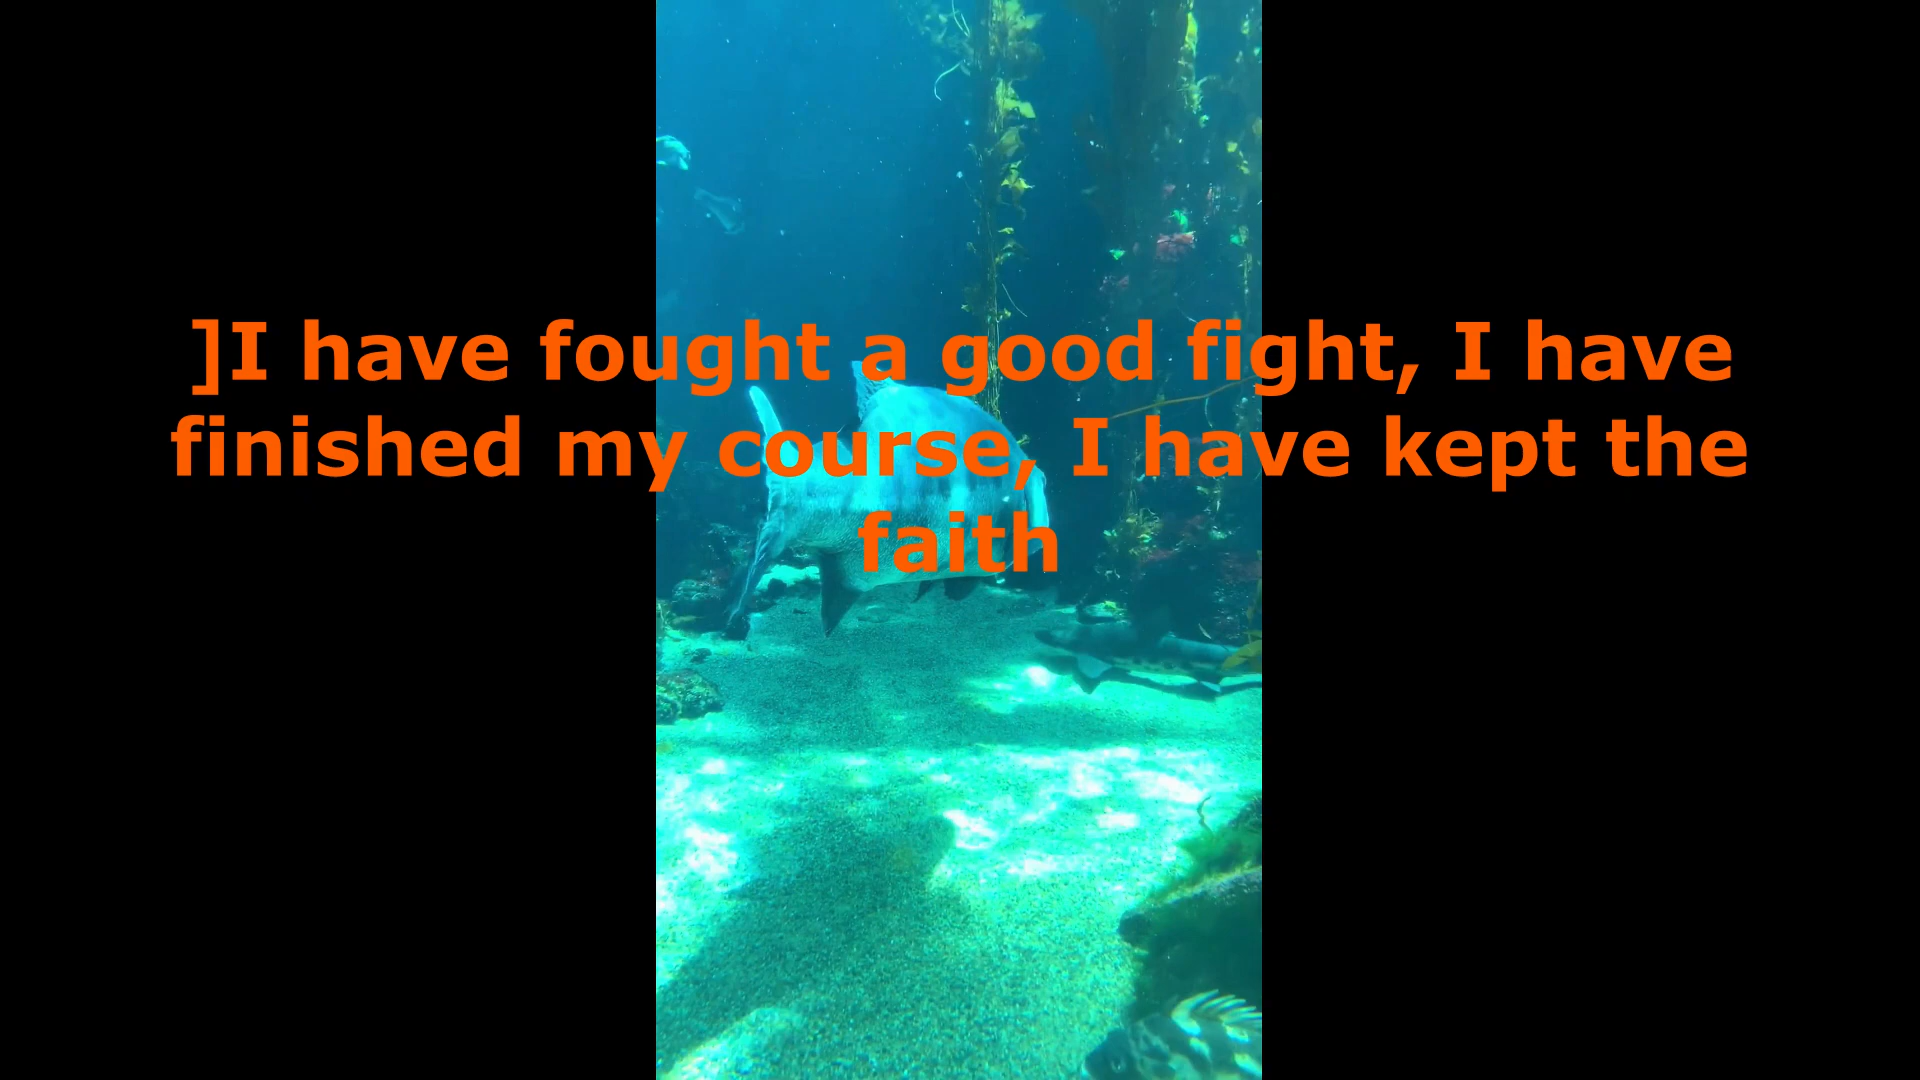 ]I have fought a good fight, I have
finished my course, I have kept the
faith